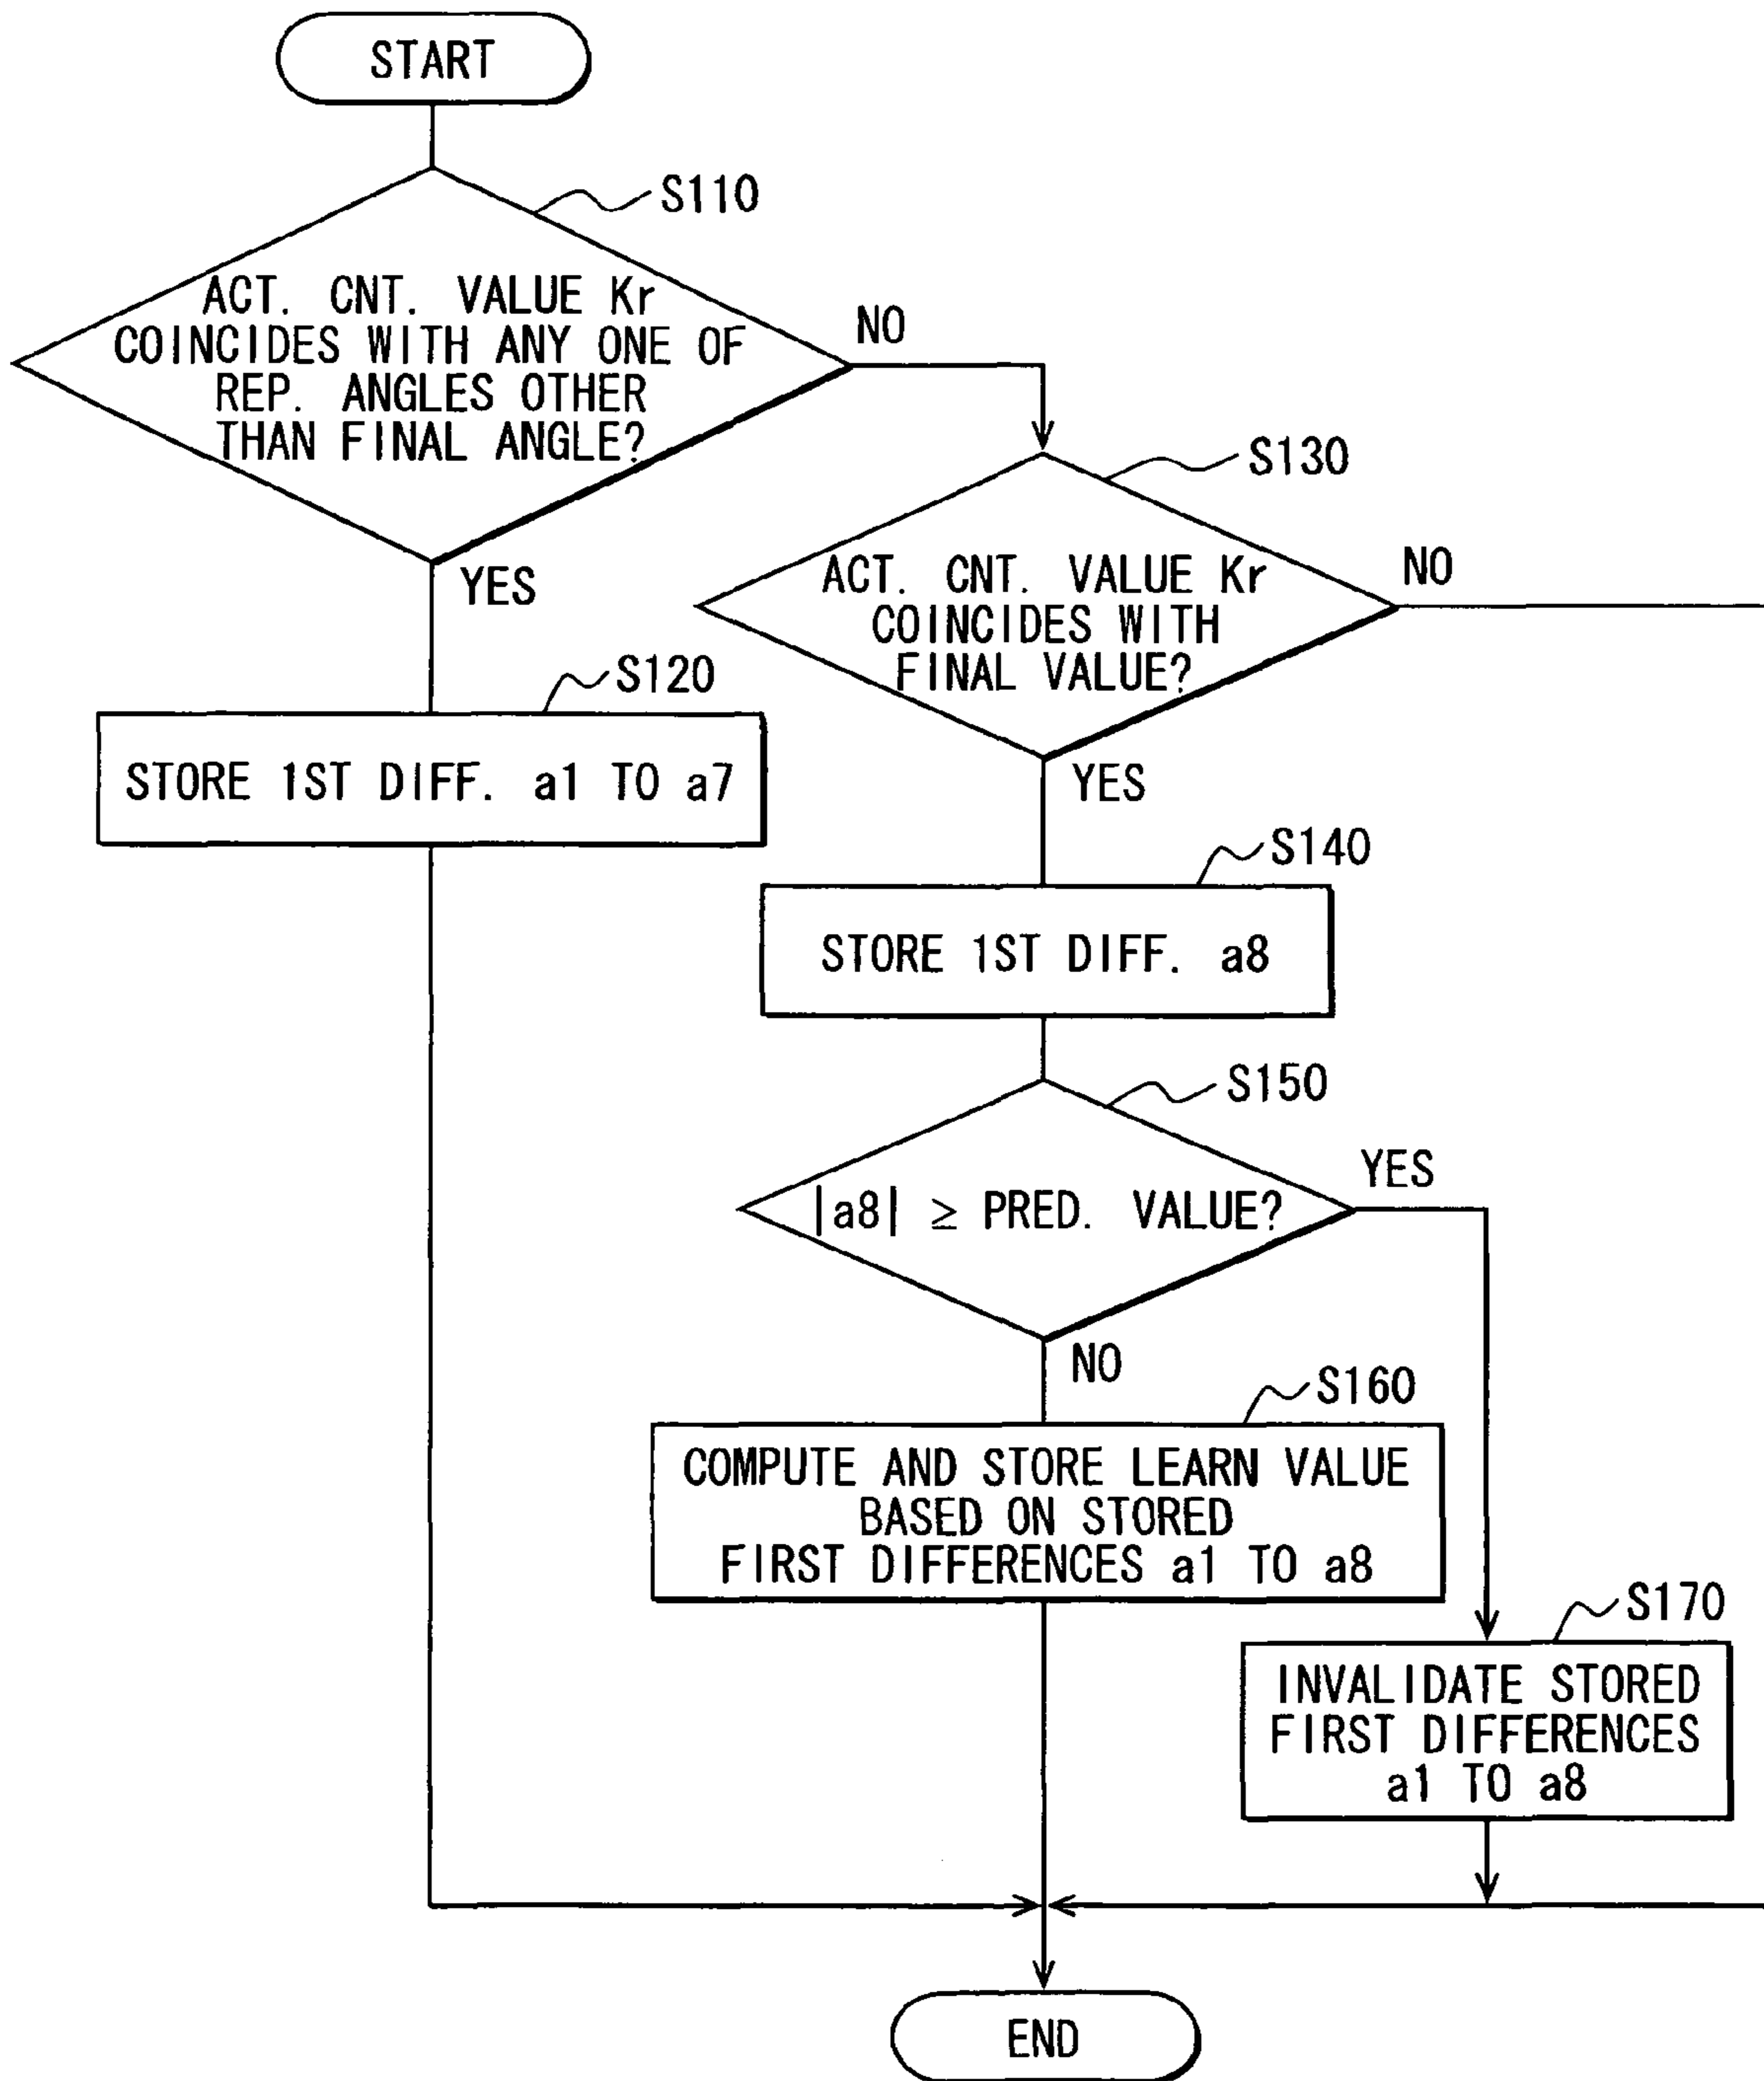 START
S110
ACT. CNT. VALUE Kr
COINCIDES WITH ANY ONE OF
REP. ANGLES OTHER
THAN FINAL ANGLE?
NO
YES
S120
STORE 1ST DIFF. a1 TO a7
S130
ACT. CNT. VALUE Kr
COINCIDES WITH
FINAL VALUE?
NO
YES
S140
STORE 1ST DIFF. a8
S150
|a8| ≥ PRED. VALUE?
YES
NO
S160
COMPUTE AND STORE LEARN VALUE
BASED ON STORED
FIRST DIFFERENCES a1 TO a8
S170
INVALIDATE STORED
FIRST DIFFERENCES
a1 TO a8
END